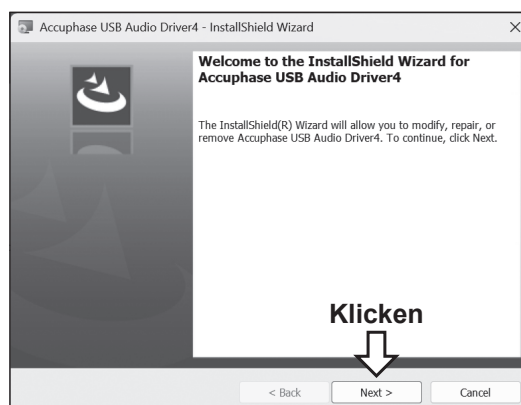 Accuphase USB Audio Driver4 - InstallShield Wizard
Welcome to the InstallShield Wizard for
Accuphase USB Audio Driver4
The InstallShield(R) Wizard will allow you to modify, repair, or
remove Accuphase USB Audio Driver4. To continue, click Next.
Klicken
< Back Next > Cancel